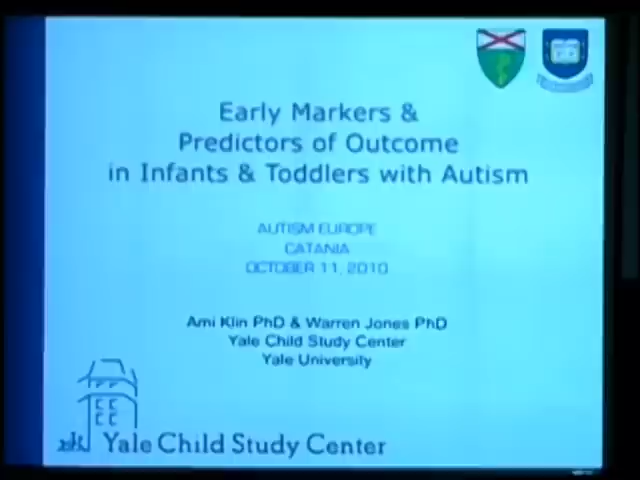 Early Markers &
Predictors of Outcome
in Infants & Toddlers with Autism
AUTISM EUROPE
CATANIA
OCTOBER 11, 2010
Ami Klin PhD & Warren Jones PhD
Yale Child Study Center
Yale University
Yale Child Study Center